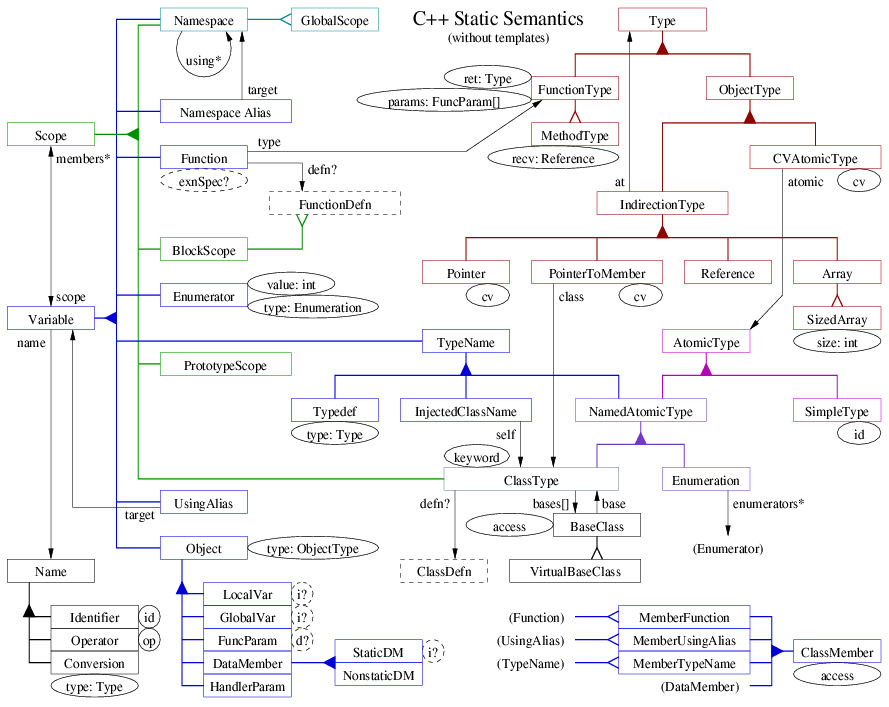 C++ Static Semantics
(without templates)
Namespace
GlobalScope
using*
target
Namespace Alias
Scope
members*
Function
type
exnSpec?
defn?
FunctionDefn
BlockScope
Enumerator
value: int
type: Enumeration
scope
Variable
name
TypeName
PrototypeScope
Typedef
type: Type
InjectedClassName
self
keyword
ClassType
UsingAlias
target
defn?
bases[]
base
access
BaseClass
VirtualBaseClass
ClassDefn
Object
type: ObjectType
Name
Identifier
id
Operator
op
Conversion
type: Type
LocalVar
i?
GlobalVar
i?
FuncParam
d?
DataMember
HandlerParam
StaticDM
i?
NonstaticDM
Type
ret: Type
FunctionType
params: FuncParam[]
MethodType
recv: Reference
ObjectType
CVAtomicType
cv
atomic
at
IndirectionType
Pointer
cv
PointerToMember
cv
class
Reference
Array
SizedArray
size: int
AtomicType
NamedAtomicType
SimpleType
id
Enumeration
enumerators*
(Enumerator)
(Function)
MemberFunction
(UsingAlias)
MemberUsingAlias
(TypeName)
MemberTypeName
(DataMember)
ClassMember
access